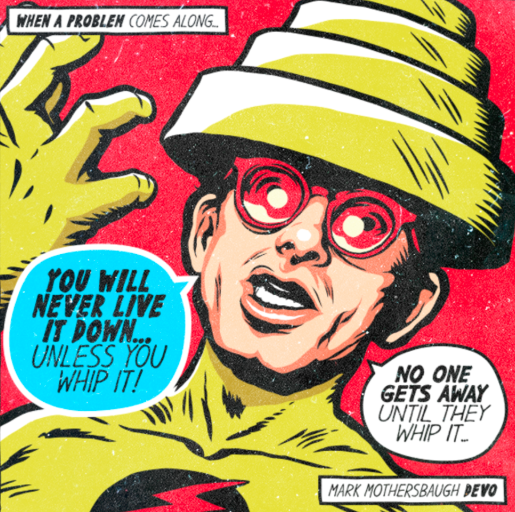 WHEN A PROBLEM COMES ALONG...
YOU WILL
NEVER LIVE
IT DOWN...
UNLESS YOU
WHIP IT!
NO ONE
GETS AWAY
UNTIL THEY
WHIP IT...
MARK MOTHERSBAUGH DEVO